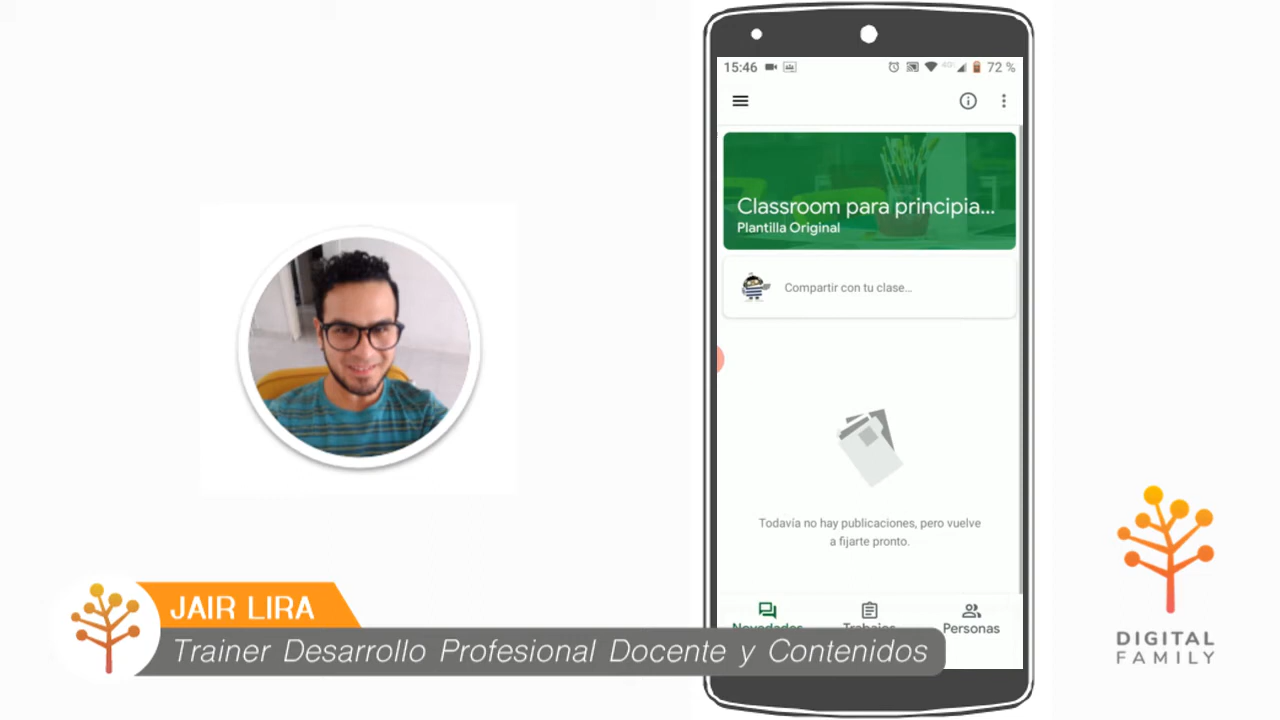 15:46
72 %
Classroom para principia...
Plantilla Original
Compartir con tu clase...
Todavía no hay publicaciones, pero vuelve
a fijarte pronto.
Novedades
Trabajos
Personas
JAIR LIRA
Trainer Desarrollo Profesional Docente y Contenidos
DIGITAL
FAMILY